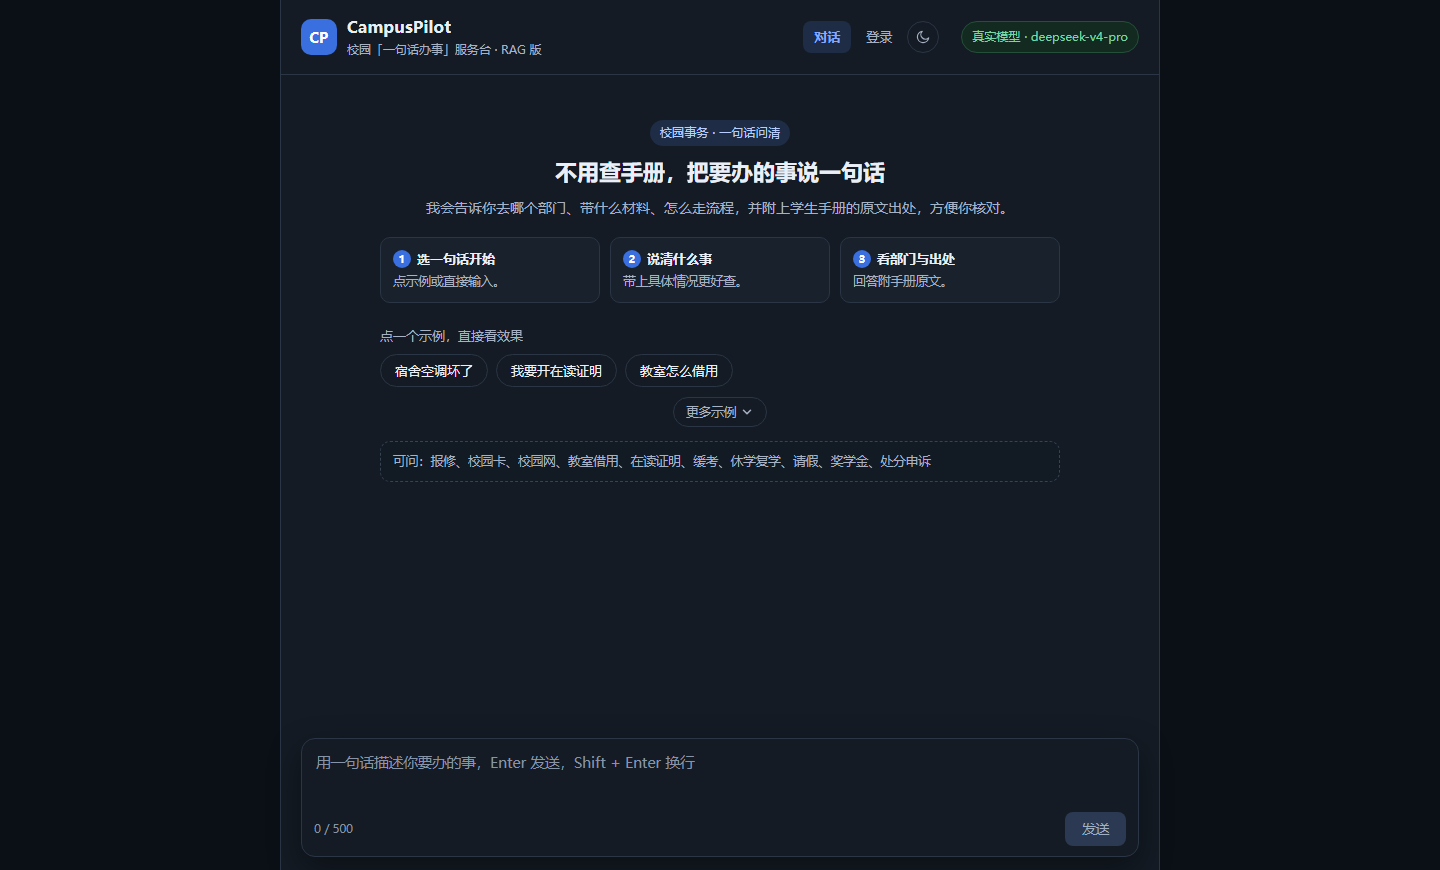 CP
CampusPilot
校园「一句话办事」服务台 · RAG 版
对话
登录
真实模型 · deepseek-v4-pro
校园事务 · 一句话问清
不用查手册，把要办的事说一句话
我会告诉你去哪个部门、带什么材料、怎么走流程，并附上学生手册的原文出处，方便你核对。
1 选一句话开始
点示例或直接输入。
2 说清什么事
带上具体情况更好查。
3 看部门与出处
回答附手册原文。
点一个示例，直接看效果
宿舍空调坏了
我要开在读证明
教室怎么借用
更多示例
可问：报修、校园卡、校园网、教室借用、在读证明、缓考、休学复学、请假、奖学金、处分申诉
用一句话描述你要办的事，Enter 发送，Shift + Enter 换行
0 / 500
发送